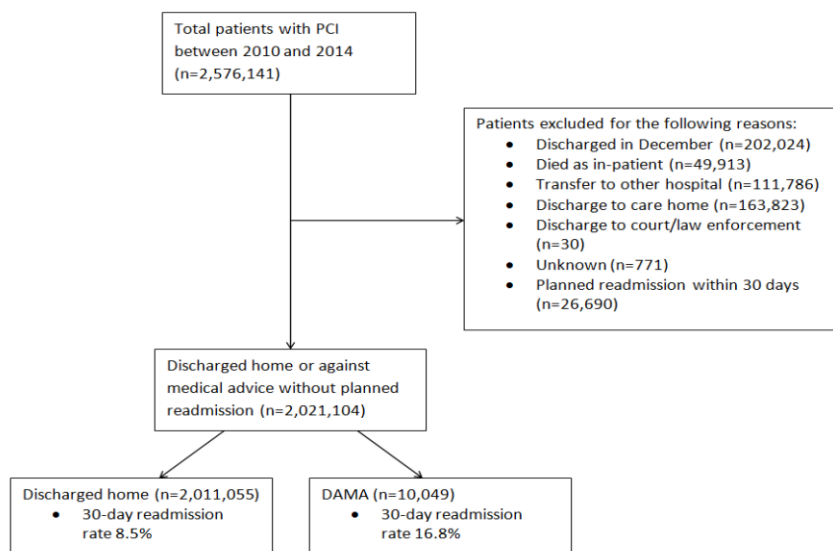 Total patients with PCI
between 2010 and 2014
(n=2,576,141)
Patients excluded for the following reasons:
• Discharged in December (n=202,024)
• Died as in-patient (n=49,913)
• Transfer to other hospital (n=111,786)
• Discharge to care home (n=163,823)
• Discharge to court/law enforcement
(n=30)
• Unknown (n=771)
• Planned readmission within 30 days
(n=26,690)
Discharged home or against
medical advice without planned
readmission (n=2,021,104)
Discharged home (n=2,011,055)
• 30-day readmission
rate 8.5%
DAMA (n=10,049)
• 30-day readmission
rate 16.8%